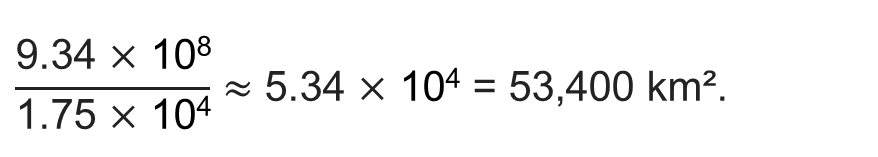 9.34 × 10⁸
1.75 × 10⁴
≈ 5.34 × 10⁴ = 53,400 km².